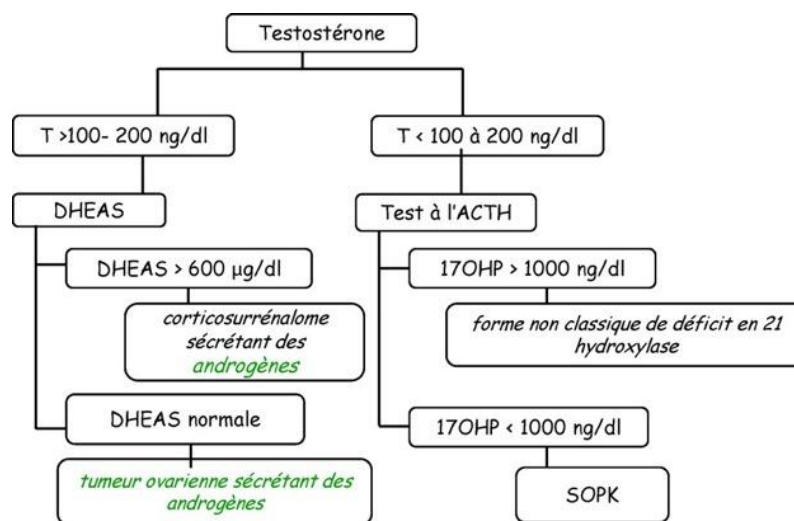 Testostérone
T >100- 200 ng/dl
T < 100 à 200 ng/dl
DHEAS
Test à l'ACTH
DHEAS > 600 µg/dl
17OHP > 1000 ng/dl
corticosurrénalome
sécrétant des
androgènes
forme non classique de déficit en 21
hydroxylase
DHEAS normale
17OHP < 1000 ng/dl
tumeur ovarienne sécrétant des
androgènes
SOPK